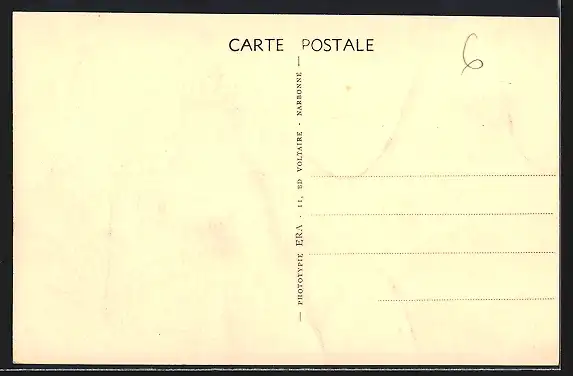 CARTE POSTALE
6
— PHOTOTYPIE ERA - 11, BD VOLTAIRE - NARBONNE —